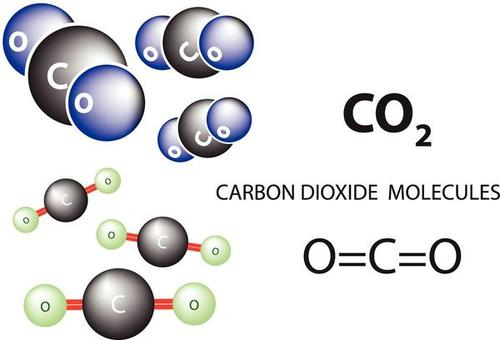 O C O
O C O
O C O
CO₂
CARBON DIOXIDE MOLECULES
O C O
O C O
O=C=O
O C O